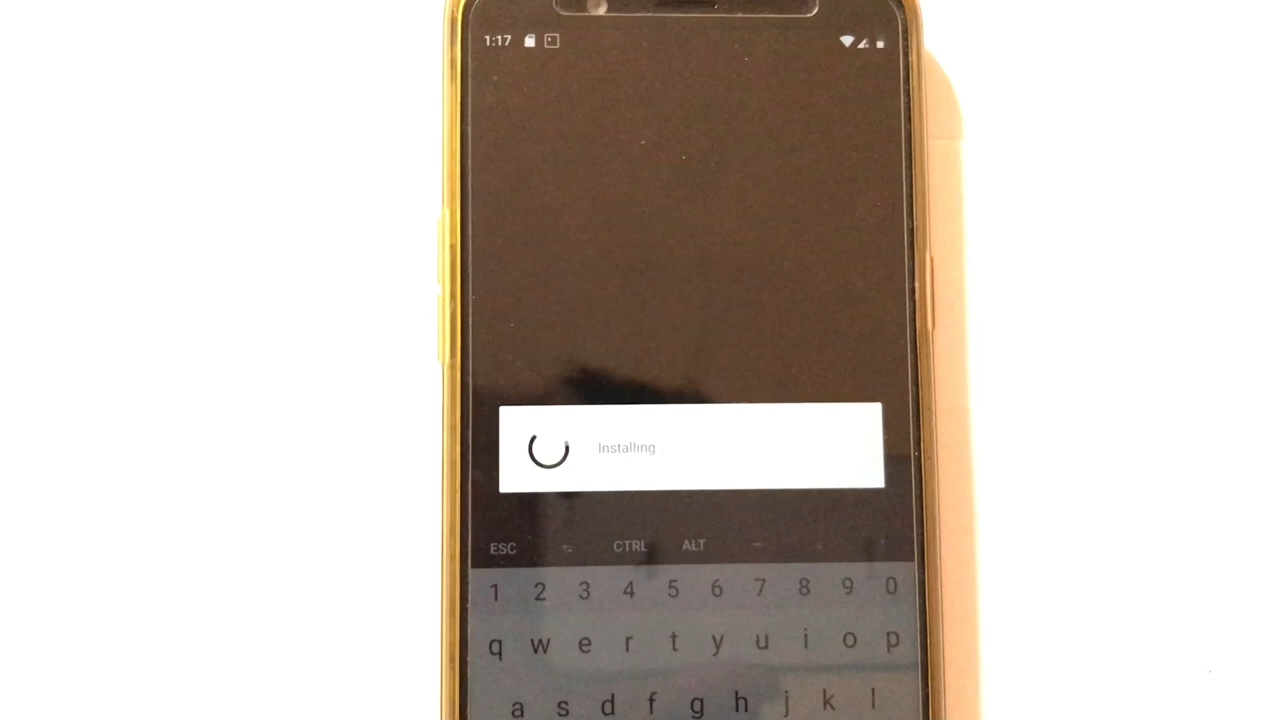 1:17
Installing
ESC CTRL ALT –
1 2 3 4 5 6 7 8 9 0
q w e r t y u i o p
a s d f g h j k l